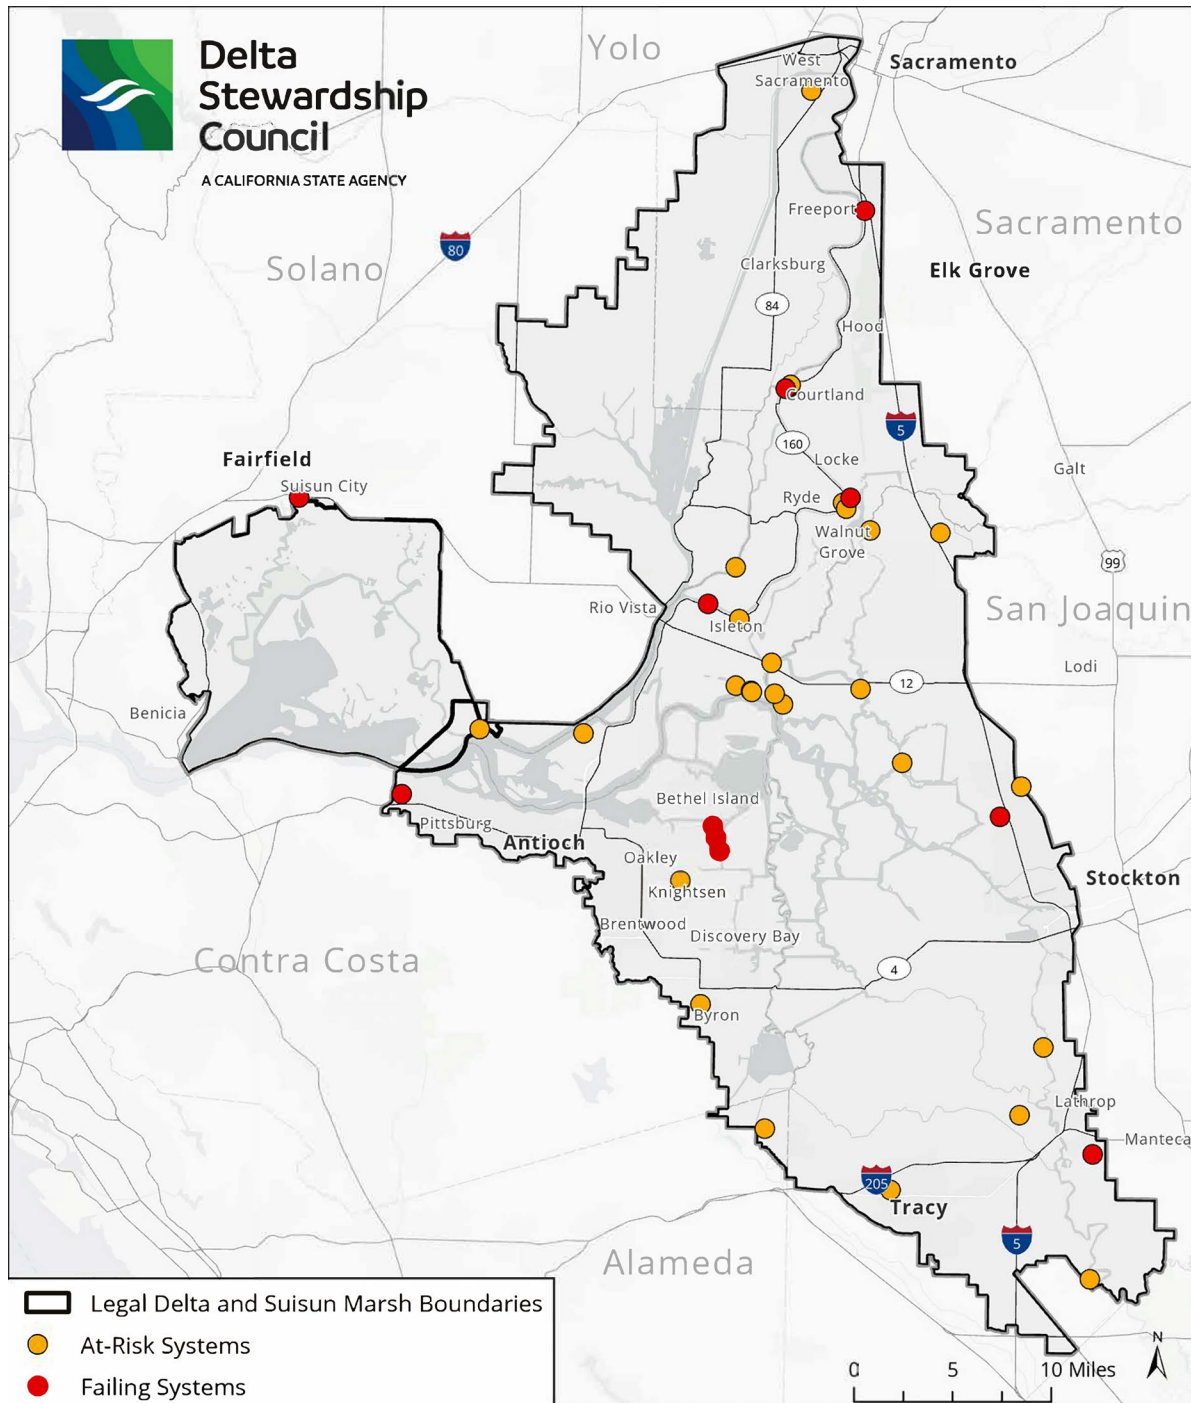 Delta
Stewardship
Council
A CALIFORNIA STATE AGENCY
Yolo
West
Sacramento
Sacramento
Freeport
Sacramento
Solano
80
Clarksburg
Elk Grove
84
Hood
Courtland
5
160
Locke
Fairfield
Suisun City
Galt
Ryde
Walnut
Grove
99
Rio Vista
Isleton
San Joaquin
Lodi
12
Benicia
Bethel Island
Pittsburg
Antioch
Oakley
Knightsen
Stockton
Brentwood
Discovery Bay
Contra Costa
4
Byron
Lathrop
Manteca
205
Tracy
5
Alameda
Legal Delta and Suisun Marsh Boundaries
At-Risk Systems
Failing Systems
N
0 5 10 Miles